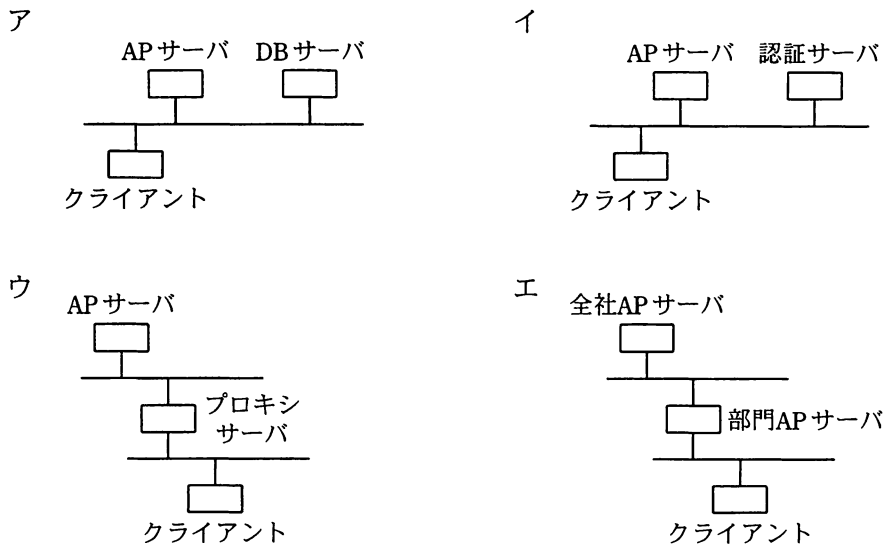 ア
APサーバ DBサーバ
クライアント
イ
APサーバ 認証サーバ
クライアント
ウ
APサーバ
プロキシ
サーバ
クライアント
エ
全社APサーバ
部門APサーバ
クライアント